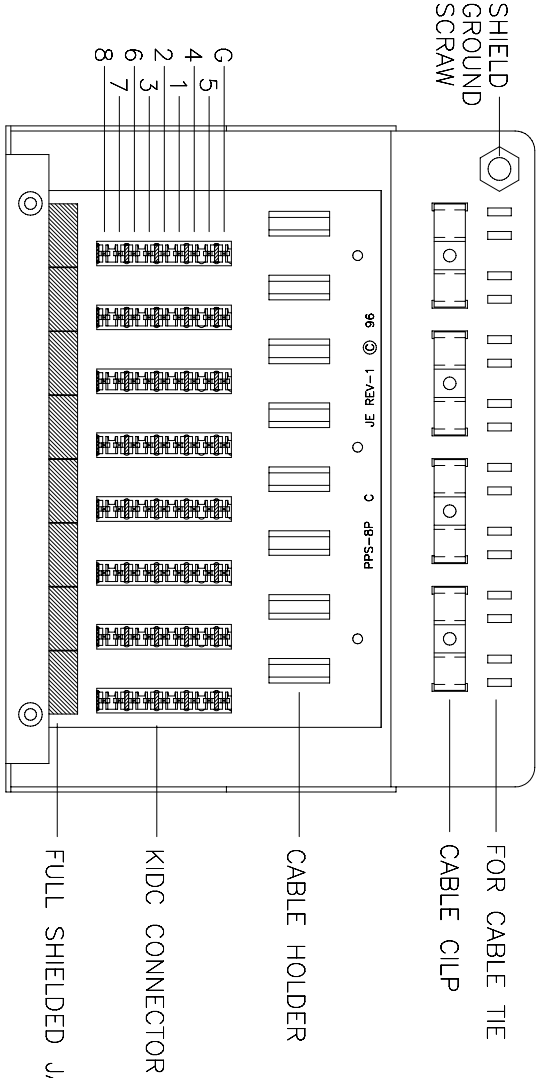 SHIELD
GROUND
SCRAW
G
5
4
1
2
3
6
7
8
JE REV-1 © 96
PPS-8P C
FOR CABLE TIE
CABLE CILP
CABLE HOLDER
KIDC CONNECTOR
FULL SHIELDED